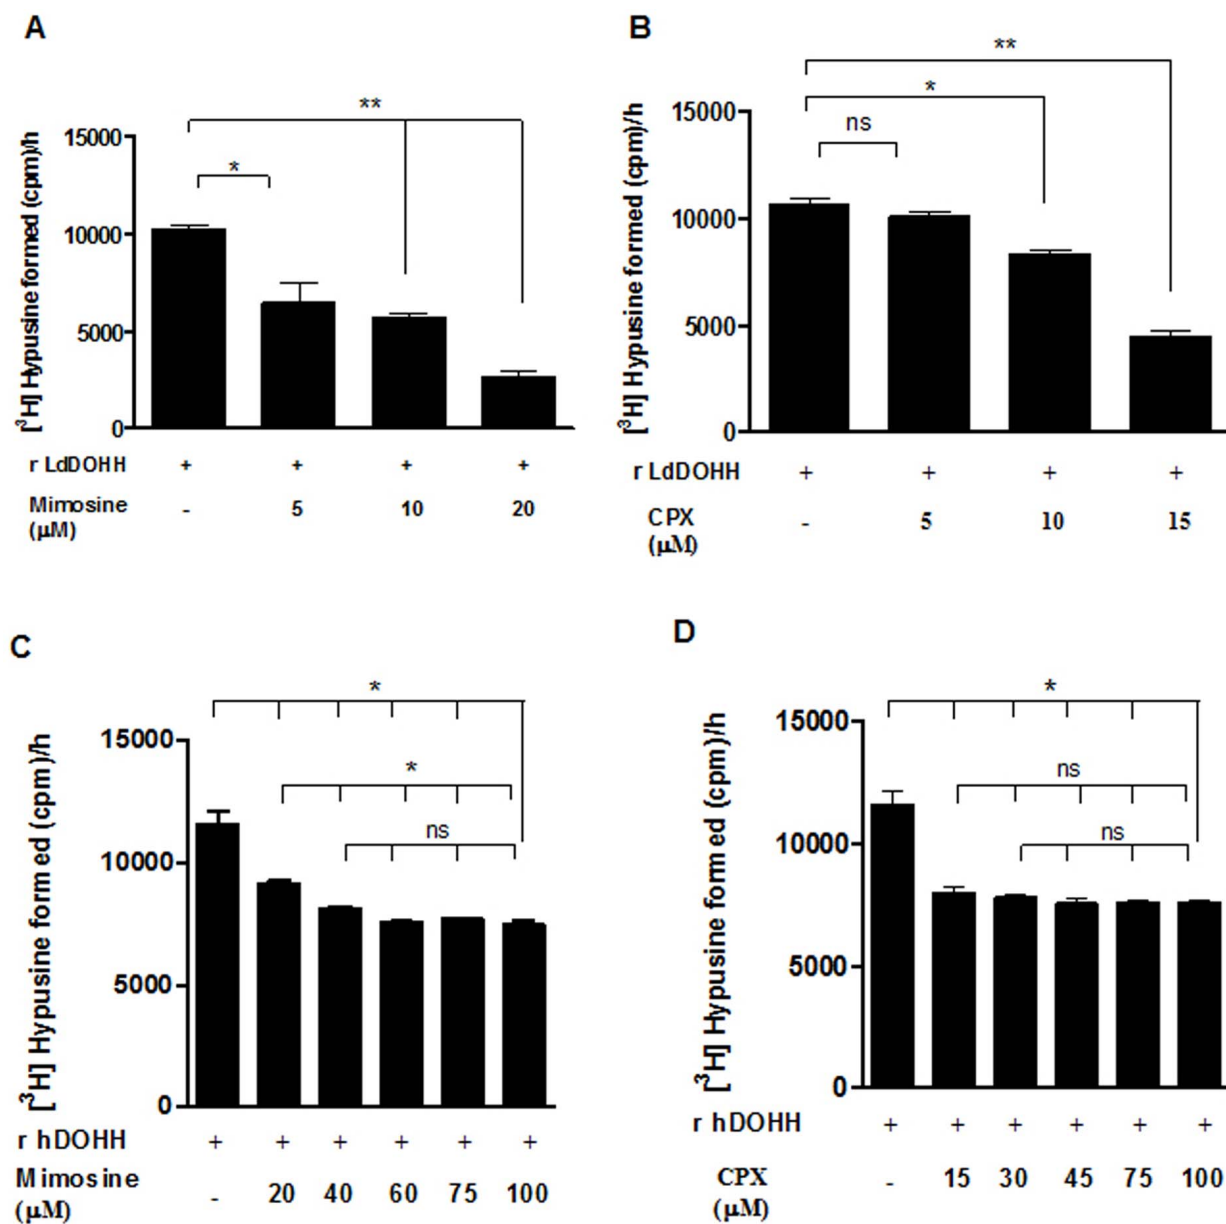 A
**
*
[³H] Hypusine formed (cpm)/h
15000
10000
5000
0
r LdDOHH + + + +
Mimosine - 5 10 20
(µM)
B
**
*
ns
[³H] Hypusine formed (cpm)/h
15000
10000
5000
0
r LdDOHH + + + +
CPX - 5 10 15
(µM)
C
*
*
ns
[³H] Hypusine formed (cpm)/h
15000
10000
5000
0
r hDOHH + + + + + +
Mimosine - 20 40 60 75 100
(µM)
D
*
ns
ns
[³H] Hypusine formed (cpm)/h
15000
10000
5000
0
r hDOHH + + + + + +
CPX - 15 30 45 75 100
(µM)